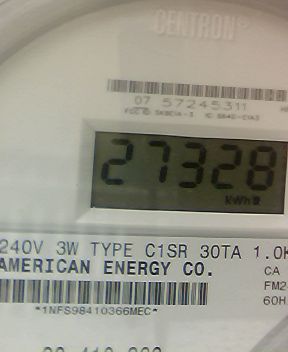 CENTRON®
07 57245311
27328
kWh
240V 3W TYPE C1SR 30TA 1.0K
AMERICAN ENERGY CO.
CA
FM2
60H
*1NFS98410366MEC*